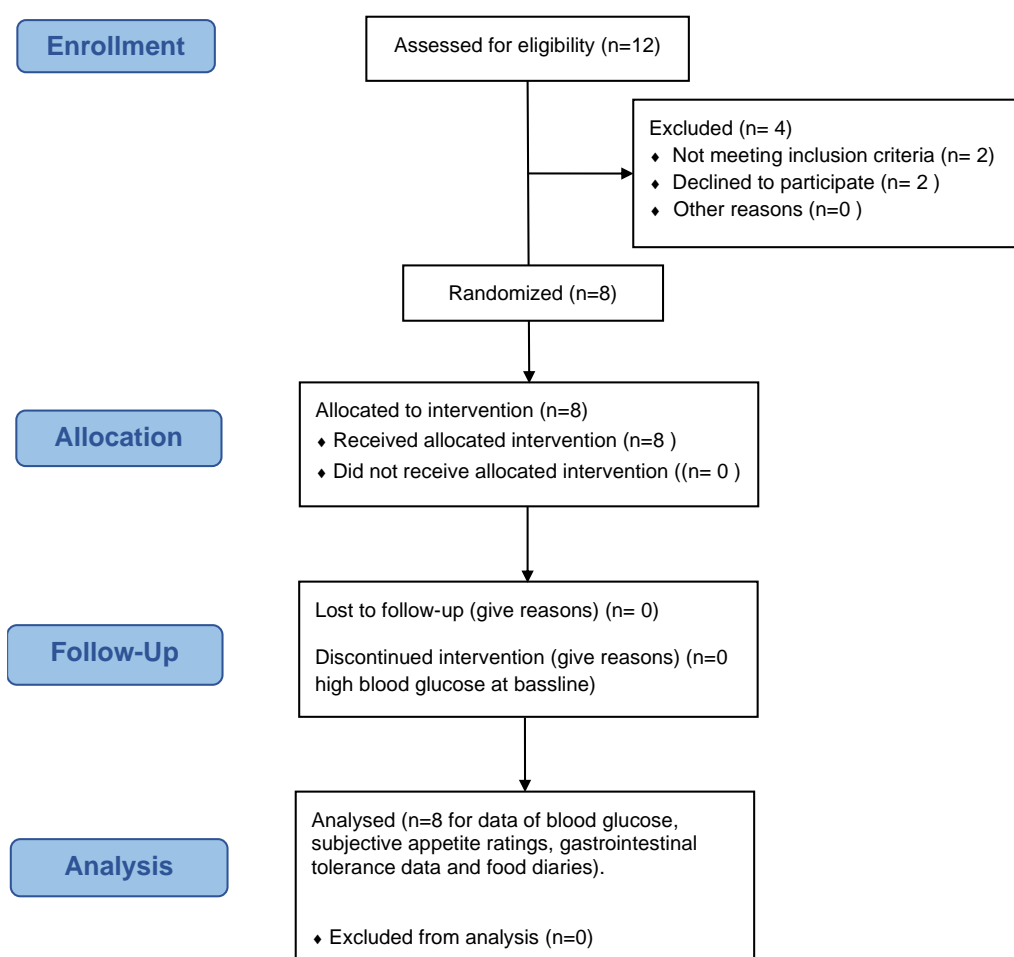 Enrollment
Assessed for eligibility (n=12)
Excluded (n= 4)
♦ Not meeting inclusion criteria (n= 2)
♦ Declined to participate (n= 2 )
♦ Other reasons (n=0 )
Randomized (n=8)
Allocation
Allocated to intervention (n=8)
♦ Received allocated intervention (n=8 )
♦ Did not receive allocated intervention ((n= 0 )
Follow-Up
Lost to follow-up (give reasons) (n= 0)
Discontinued intervention (give reasons) (n=0
high blood glucose at bassline)
Analysis
Analysed (n=8 for data of blood glucose,
subjective appetite ratings, gastrointestinal
tolerance data and food diaries).
♦ Excluded from analysis (n=0)